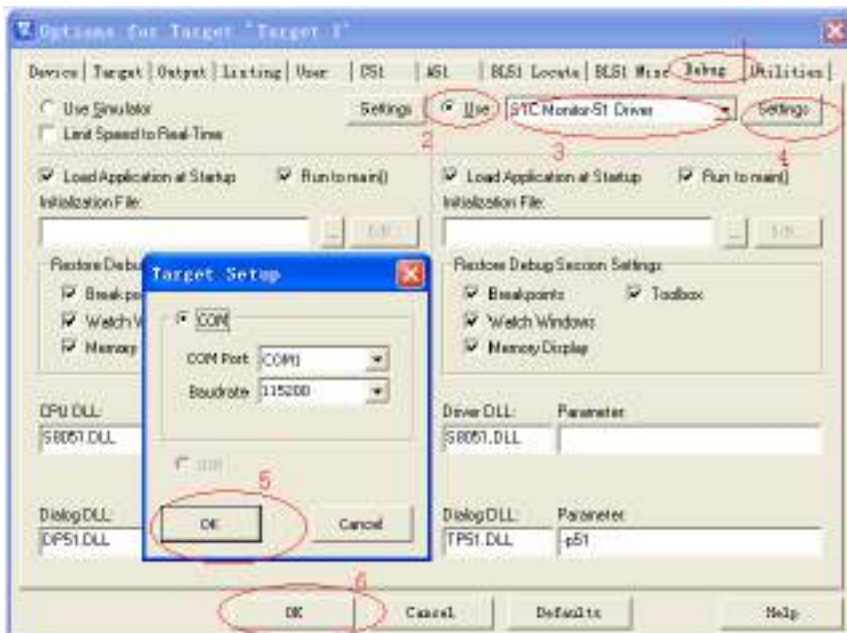 Options for Target 'Target 1'
Device | Target | Output | Listing | User | C51 | A51 | BL51 Locate | BL51 Misc | Debug | Utilities
1
Use Simulator
Settings
Use
STC Monitor-51 Driver
Settings
Limit Speed to Real-Time
2
3
4
Load Application at Startup
Run to main()
Load Application at Startup
Run to main()
Initialization File:
Initialization File:
...
Edit...
...
Edit...
Restore Debu
Target Setup
Restore Debug Session Settings
Breakpo
Breakpoints
Toolbox
Watch W
COM
Watch Windows
Memory
COM Port
COM1
Memory Display
Baudrate
115200
CPU DLL:
Driver DLL:
Parameter:
S8051.DLL
S8051.DLL
5
Dialog DLL:
OK
Cancel
Dialog DLL:
Parameter:
DP51.DLL
TP51.DLL
-p51
6
OK
Cancel
Defaults
Help